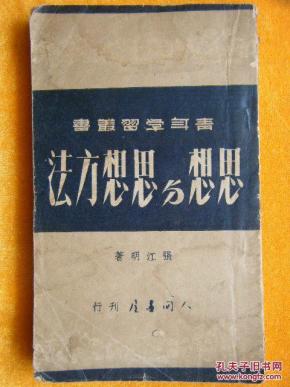 青年学習叢書
思想与思想方法
張江明著
人间書屋刊行
孔夫子旧书网